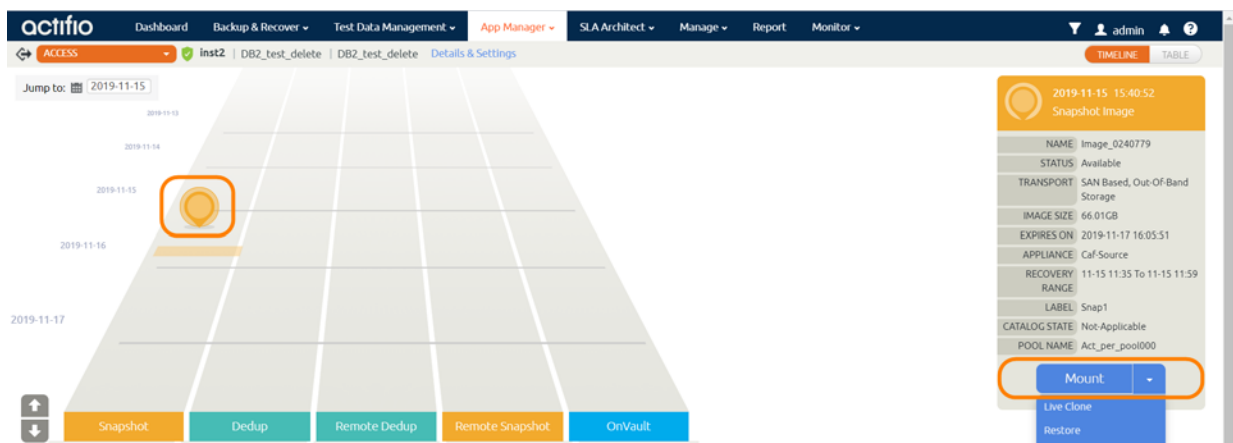 actifio Dashboard Backup & Recover Test Data Management App Manager SLA Architect Manage Report Monitor admin ?
ACCESS inst2 | DB2_test_delete | DB2_test_delete Details & Settings TIMELINE TABLE
Jump to: 2019-11-15
2019-11-13
2019-11-14
2019-11-15
2019-11-16
2019-11-17
Snapshot Dedup Remote Dedup Remote Snapshot OnVault
2019-11-15 15:40:52
Snapshot Image
NAME Image_0240779
STATUS Available
TRANSPORT SAN Based, Out-Of-Band
Storage
IMAGE SIZE 66.01GB
EXPIRES ON 2019-11-17 16:05:51
APPLIANCE Caf-Source
RECOVERY 11-15 11:35 To 11-15 11:59
RANGE
LABEL Snap1
CATALOG STATE Not-Applicable
POOL NAME Act_per_pool000
Mount
Live Clone
Restore